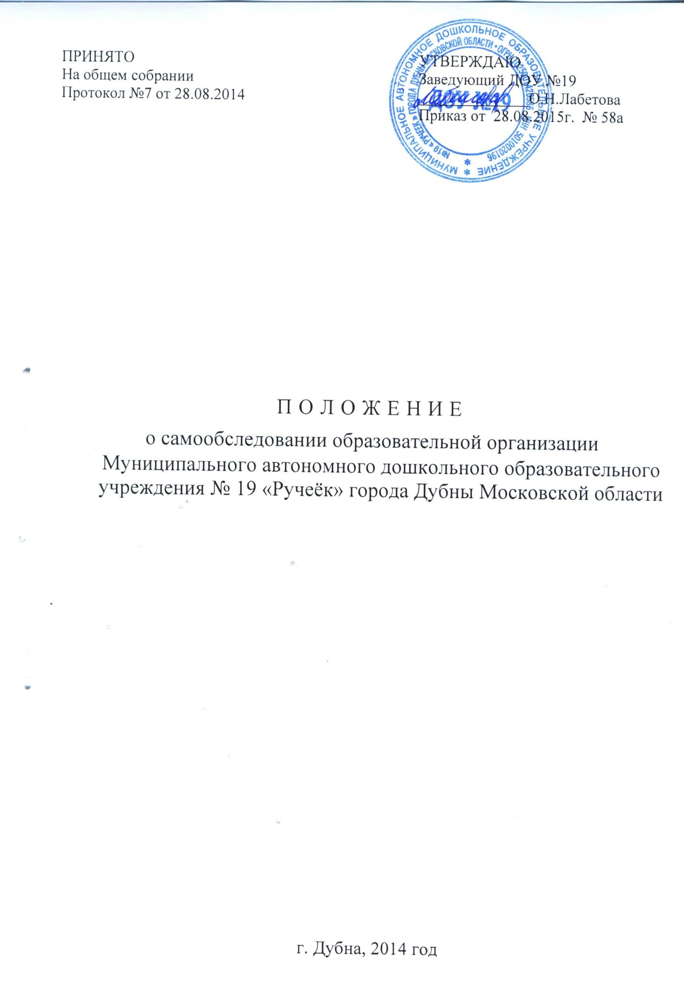 ПРИНЯТО
На общем собрании
Протокол №7 от 28.08.2014
УТВЕРЖДАЮ
Заведующий ДОУ №19
О.Н.Лабетова
Приказ от 28.08.2015г. № 58а
МУНИЦИПАЛЬНОЕ АВТОНОМНОЕ ДОШКОЛЬНОЕ ОБРАЗОВАТЕЛЬНОЕ УЧРЕЖДЕНИЕ
№19 «РУЧЕЕК» ГОРОДА ДУБНЫ МОСКОВСКОЙ ОБЛАСТИ • ОГРН ИНН 5010020196
ДОУ №19
П О Л О Ж Е Н И Е
о самообследовании образовательной организации
Муниципального автономного дошкольного образовательного
учреждения № 19 «Ручеёк» города Дубны Московской области
г. Дубна, 2014 год